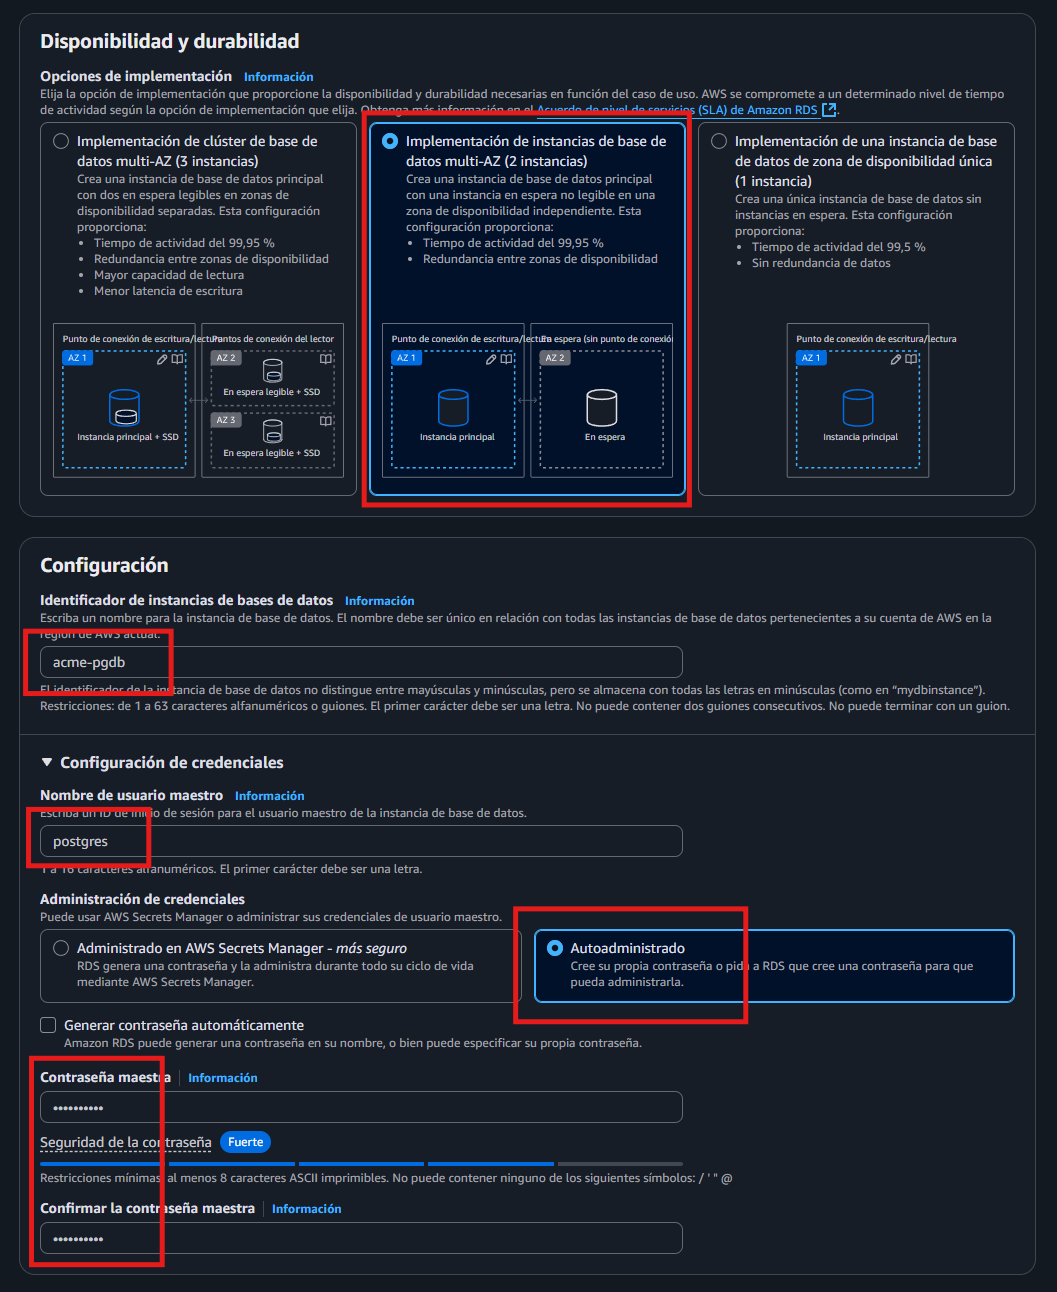 Disponibilidad y durabilidad
Opciones de implementación Información
Elija la opción de implementación que proporcione la disponibilidad y durabilidad necesarias en función del caso de uso. AWS se compromete a un determinado nivel de tiempo
de actividad según la opción de implementación que elija. Obtenga más información en el Acuerdo de nivel de servicios (SLA) de Amazon RDS.
Implementación de clúster de base de
datos multi-AZ (3 instancias)
Crea una instancia de base de datos principal
con dos en espera legibles en zonas de
disponibilidad separadas. Esta configuración
proporciona:
• Tiempo de actividad del 99,95 %
• Redundancia entre zonas de disponibilidad
• Mayor capacidad de lectura
• Menor latencia de escritura
Punto de conexión de escritura/lectura
Puntos de conexión del lector
AZ 1
AZ 2
En espera legible + SSD
AZ 3
Instancia principal + SSD
En espera legible + SSD
Implementación de instancias de base de
datos multi-AZ (2 instancias)
Crea una instancia de base de datos principal
con una instancia en espera no legible en una
zona de disponibilidad independiente. Esta
configuración proporciona:
• Tiempo de actividad del 99,95 %
• Redundancia entre zonas de disponibilidad
Punto de conexión de escritura/lectura
En espera (sin punto de conexión
AZ 1
AZ 2
Instancia principal
En espera
Implementación de una instancia de base
de datos de zona de disponibilidad única
(1 instancia)
Crea una única instancia de base de datos sin
instancias en espera. Esta configuración
proporciona:
• Tiempo de actividad del 99,5 %
• Sin redundancia de datos
Punto de conexión de escritura/lectura
AZ 1
Instancia principal
Configuración
Identificador de instancias de bases de datos Información
Escriba un nombre para la instancia de base de datos. El nombre debe ser único en relación con todas las instancias de base de datos pertenecientes a su cuenta de AWS en la
región de AWS actual.
acme-pgdb
El identificador de la instancia de base de datos no distingue entre mayúsculas y minúsculas, pero se almacena con todas las letras en minúsculas (como en “mydbinstance”).
Restricciones: de 1 a 63 caracteres alfanuméricos o guiones. El primer carácter debe ser una letra. No puede contener dos guiones consecutivos. No puede terminar con un guion.
Configuración de credenciales
Nombre de usuario maestro Información
Escriba un ID de inicio de sesión para el usuario maestro de la instancia de base de datos.
postgres
1 a 16 caracteres alfanuméricos. El primer carácter debe ser una letra.
Administración de credenciales
Puede usar AWS Secrets Manager o administrar sus credenciales de usuario maestro.
Administrado en AWS Secrets Manager - más seguro
RDS genera una contraseña y la administra durante todo su ciclo de vida
mediante AWS Secrets Manager.
Autoadministrado
Cree su propia contraseña o pida a RDS que cree una contraseña para que
pueda administrarla.
Generar contraseña automáticamente
Amazon RDS puede generar una contraseña en su nombre, o bien puede especificar su propia contraseña.
Contraseña maestra | Información
••••••••••
Seguridad de la contraseña Fuerte
Restricciones mínimas: al menos 8 caracteres ASCII imprimibles. No puede contener ninguno de los siguientes símbolos: / ' " @
Confirmar la contraseña maestra | Información
••••••••••